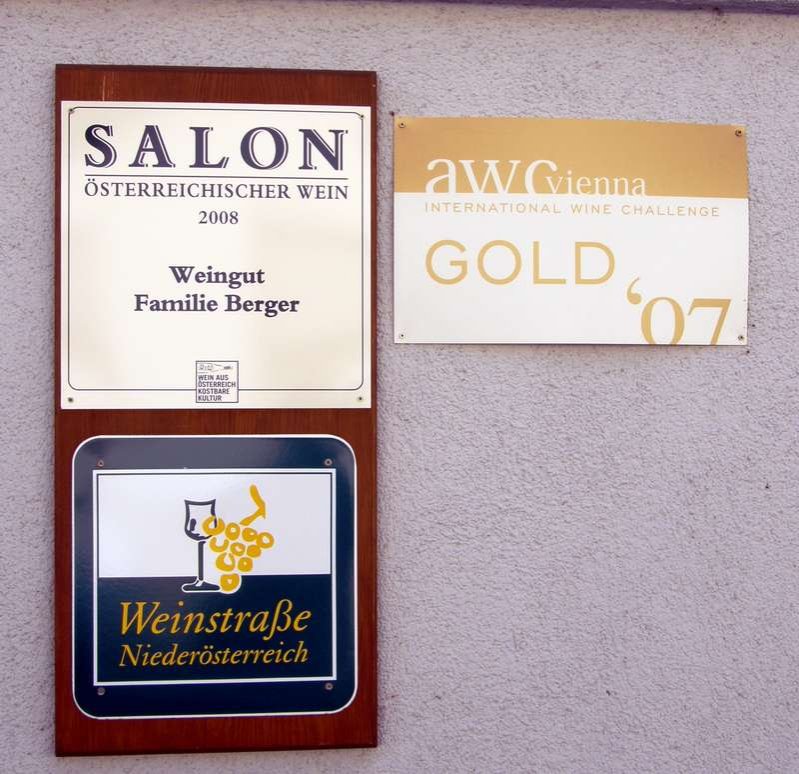 SALON
ÖSTERREICHISCHER WEIN
2008
Weingut
Familie Berger
WEIN AUS
ÖSTERREICH
KOSTBARE
KULTUR
Weinstraße
Niederösterreich
awc vienna
INTERNATIONAL WINE CHALLENGE
GOLD
‘07